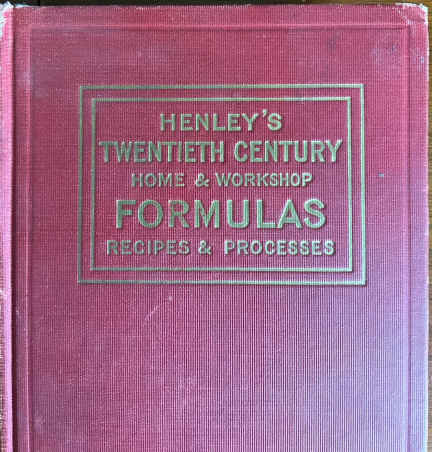 HENLEY'S
TWENTIETH CENTURY
HOME & WORKSHOP
FORMULAS
RECIPES & PROCESSES